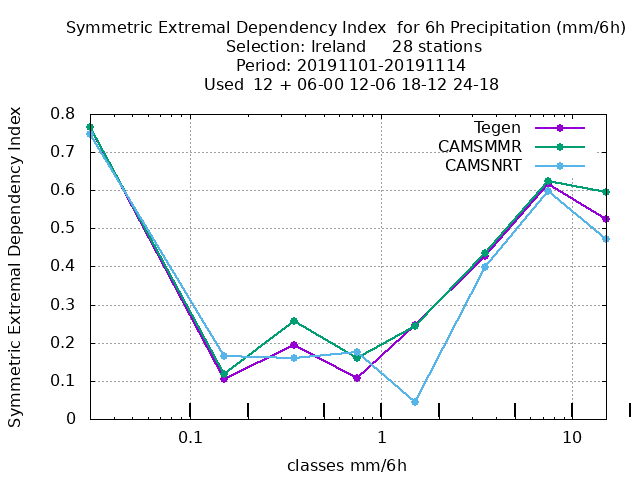 Symmetric Extremal Dependency Index  for 6h Precipitation (mm/6h)
Selection: Ireland     28 stations
Period: 20191101-20191114
Used  12 + 06-00 12-06 18-12 24-18
Symmetric Extremal Dependency Index
0.8
0.7
0.6
0.5
0.4
0.3
0.2
0.1
0
Tegen
CAMSMMR
CAMSNRT
0.1
1
10
classes mm/6h